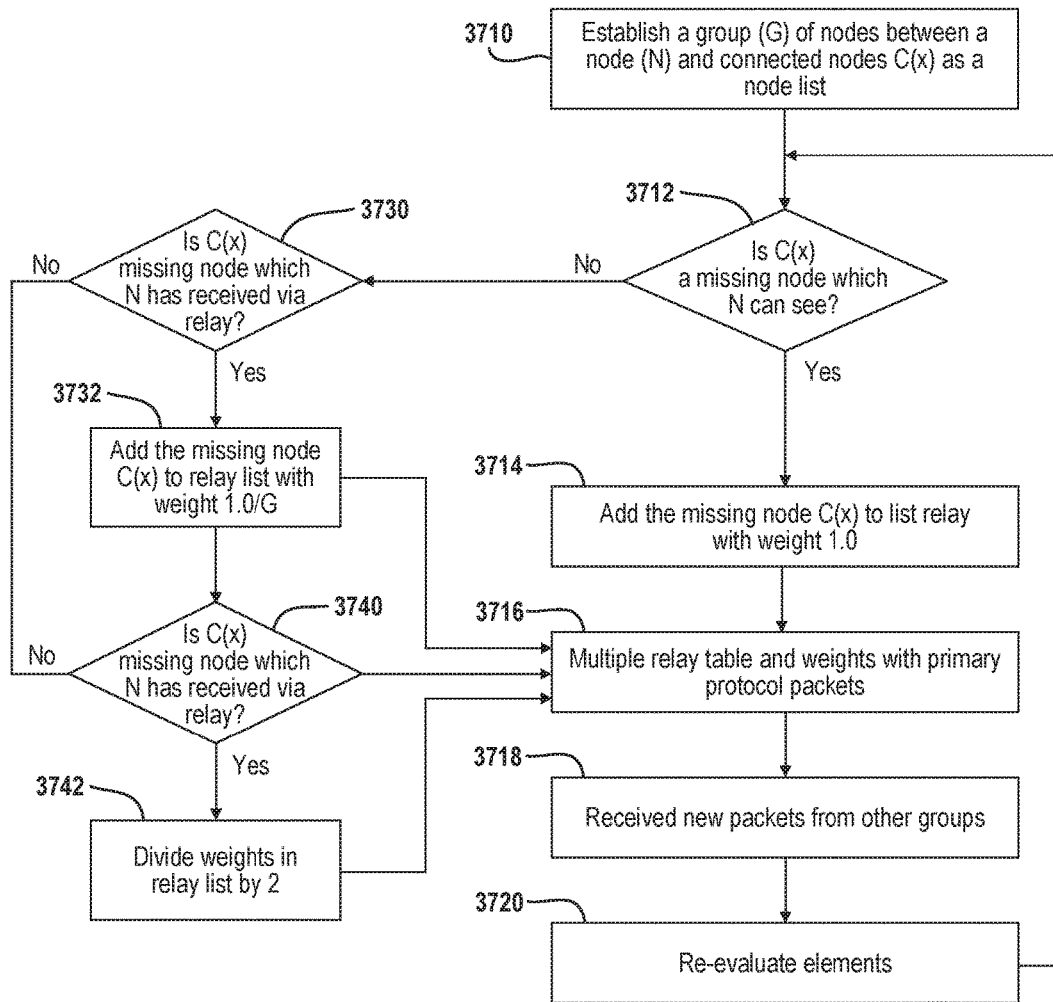 3710
Establish a group (G) of nodes between a
node (N) and connected nodes C(x) as a
node list
3712
Is C(x)
a missing node which
N can see?
No
Yes
3730
Is C(x)
missing node which
N has received via
relay?
No
Yes
3732
Add the missing node
C(x) to relay list with
weight 1.0/G
3714
Add the missing node C(x) to list relay
with weight 1.0
3740
Is C(x)
missing node which
N has received via
relay?
No
Yes
3716
Multiple relay table and weights with primary
protocol packets
3742
Divide weights in
relay list by 2
3718
Received new packets from other groups
3720
Re-evaluate elements